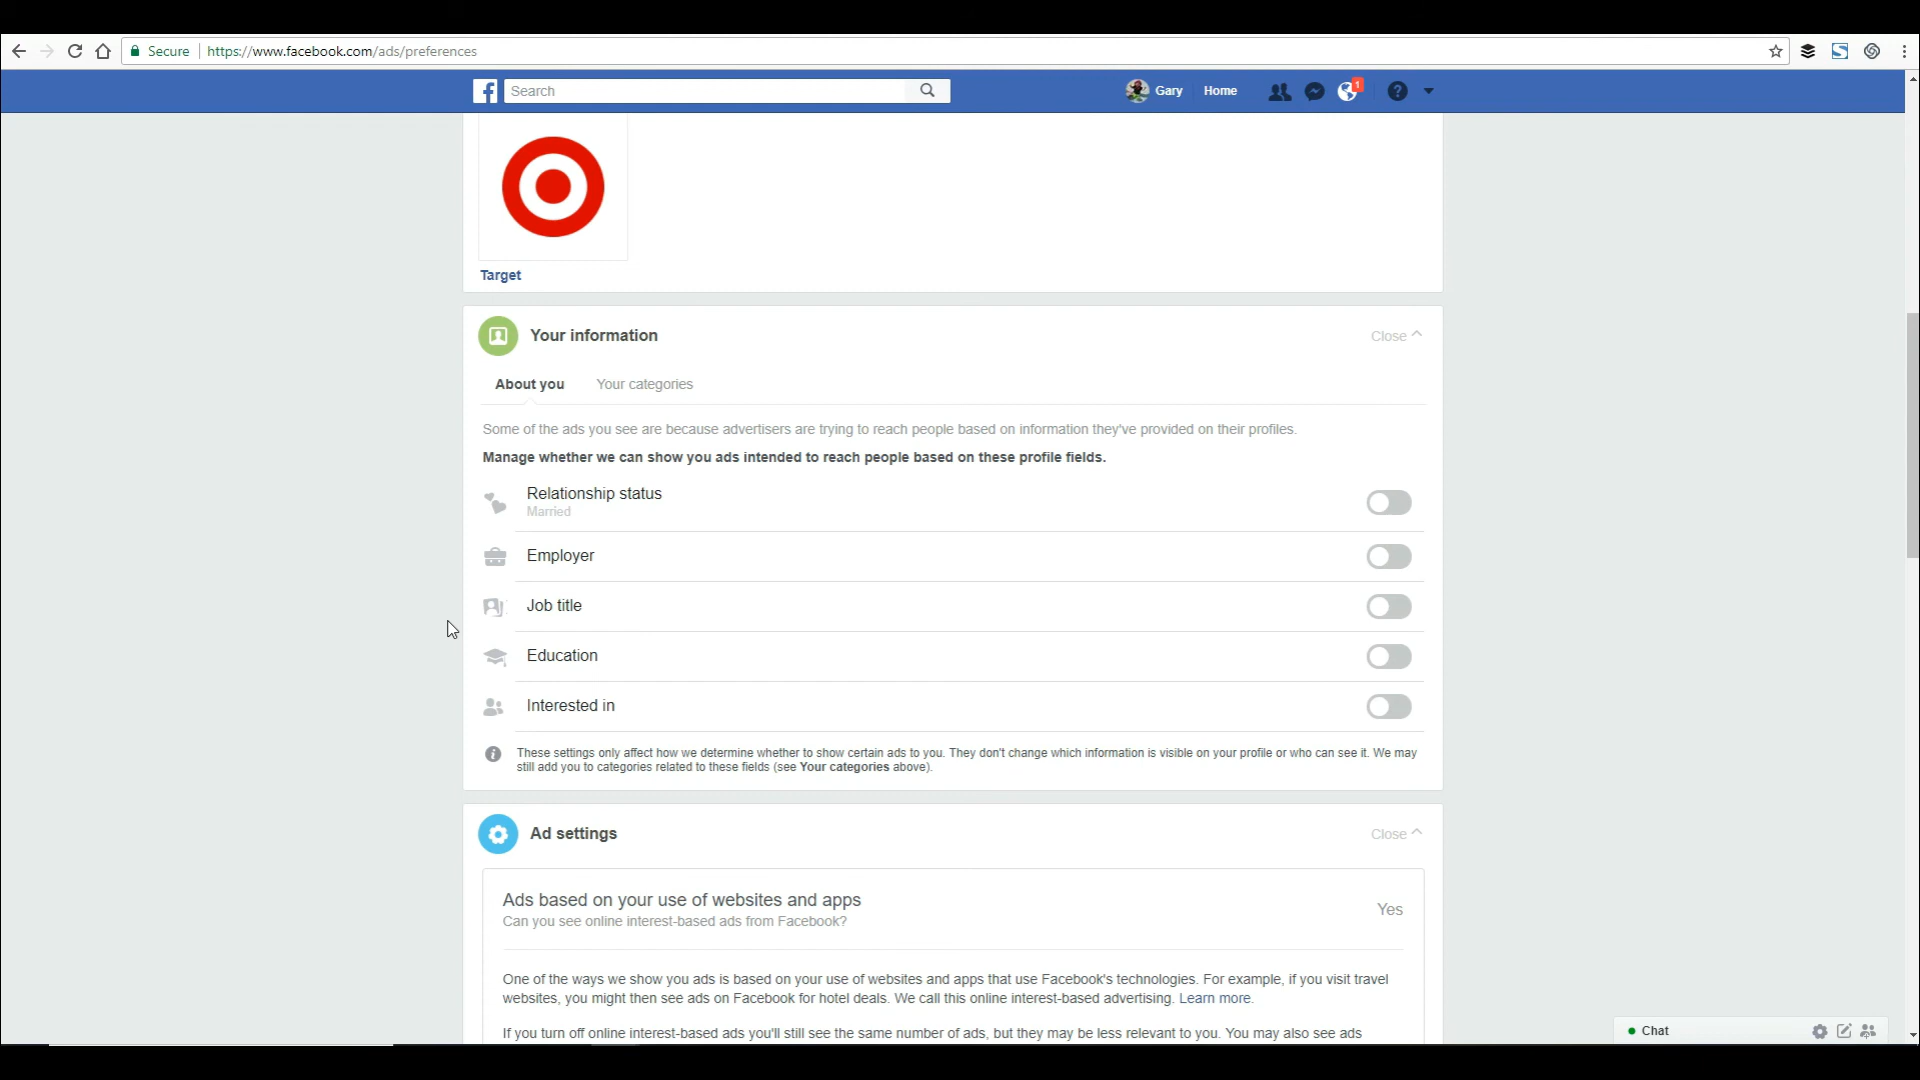 Secure https://www.facebook.com/ads/preferences
Search
Gary Home 1
Target
Your information Close
About you Your categories
Some of the ads you see are because advertisers are trying to reach people based on information they've provided on their profiles.
Manage whether we can show you ads intended to reach people based on these profile fields.
Relationship status
Married
Employer
Job title
Education
Interested in
These settings only affect how we determine whether to show certain ads to you. They don't change which information is visible on your profile or who can see it. We may
still add you to categories related to these fields (see Your categories above).
Ad settings Close
Ads based on your use of websites and apps
Yes
Can you see online interest-based ads from Facebook?
One of the ways we show you ads is based on your use of websites and apps that use Facebook's technologies. For example, if you visit travel
websites, you might then see ads on Facebook for hotel deals. We call this online interest-based advertising. Learn more.
If you turn off online interest-based ads you'll still see the same number of ads, but they may be less relevant to you. You may also see ads
Chat